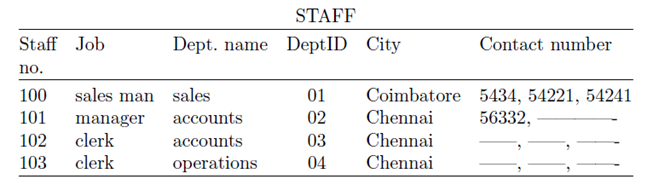 STAFF
Staff no. Job Dept. name DeptID City Contact number
100 sales man sales 01 Coimbatore 5434, 54221, 54241
101 manager accounts 02 Chennai 56332, ———-
102 clerk accounts 03 Chennai ——, ——, ——-
103 clerk operations 04 Chennai ——, ——, ——-